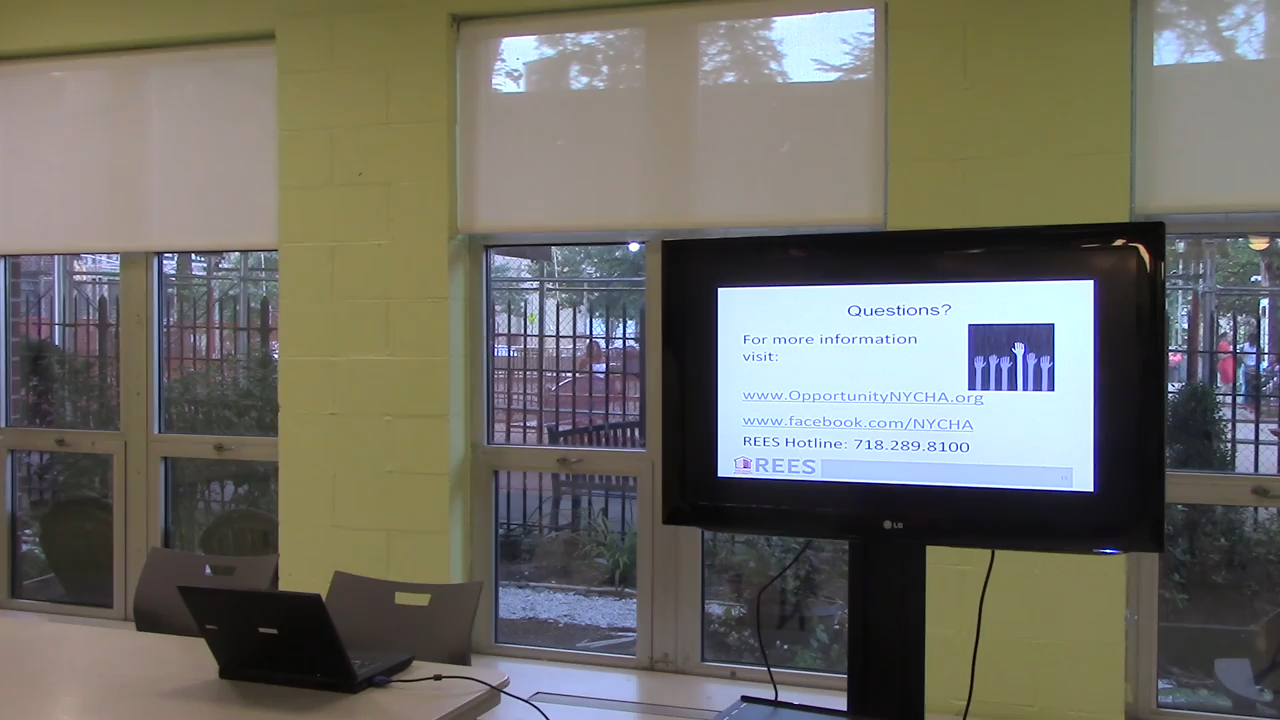 Questions?
For more information
visit:
www.OpportunityNYCHA.org
www.facebook.com/NYCHA
REES Hotline: 718.289.8100
REES
LG